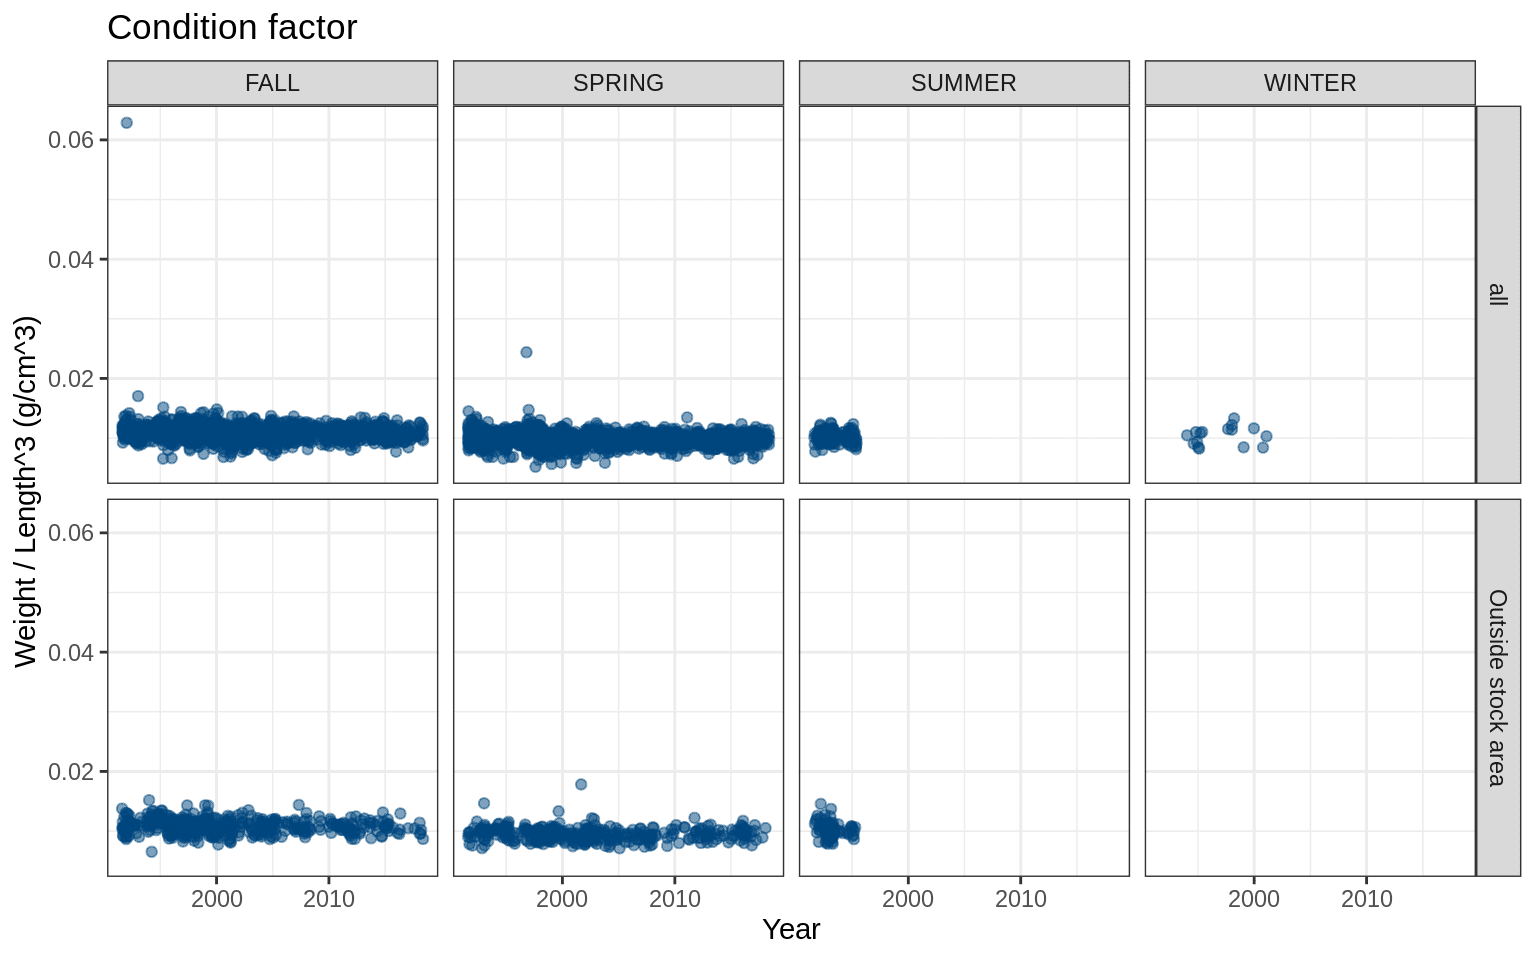 Condition factor
FALL
SPRING
SUMMER
WINTER
0.06
0.04
0.02
all
0.06
0.04
0.02
Outside stock area
Weight / Length^3 (g/cm^3)
2000
2010
2000
2010
2000
2010
2000
2010
Year